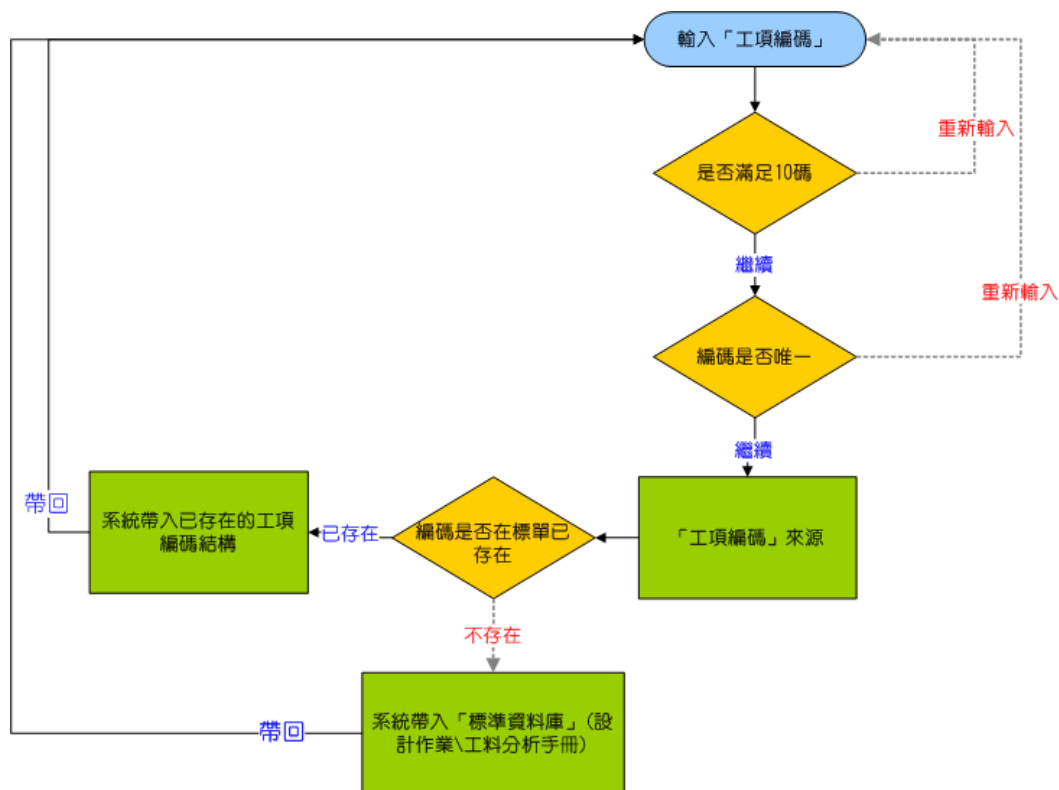 輸入「工項編碼」
重新輸入
是否滿足10碼
繼續
重新輸入
編碼是否唯一
繼續
「工項編碼」來源
編碼是否在標單已
存在
已存在
系統帶入已存在的工項
編碼結構
帶回
不存在
系統帶入「標準資料庫」(設
計作業\工料分析手冊)
帶回